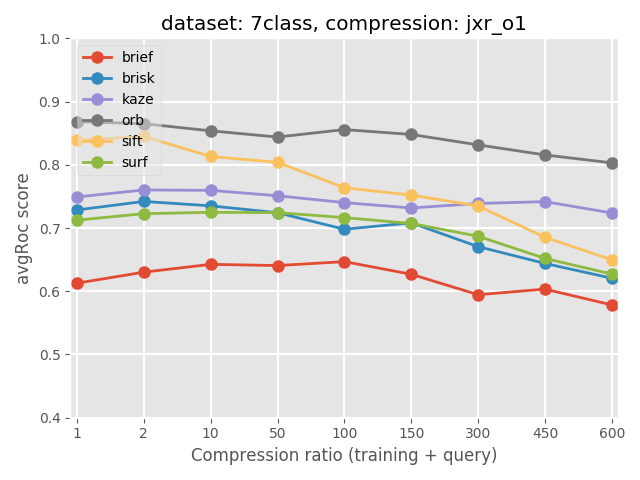 dataset: 7class, compression: jxr_o1
1.0
0.9
0.8
0.7
0.6
0.5
0.4
avgRoc score
brief
brisk
kaze
orb
sift
surf
1 2 10 50 100 150 300 450 600
Compression ratio (training + query)